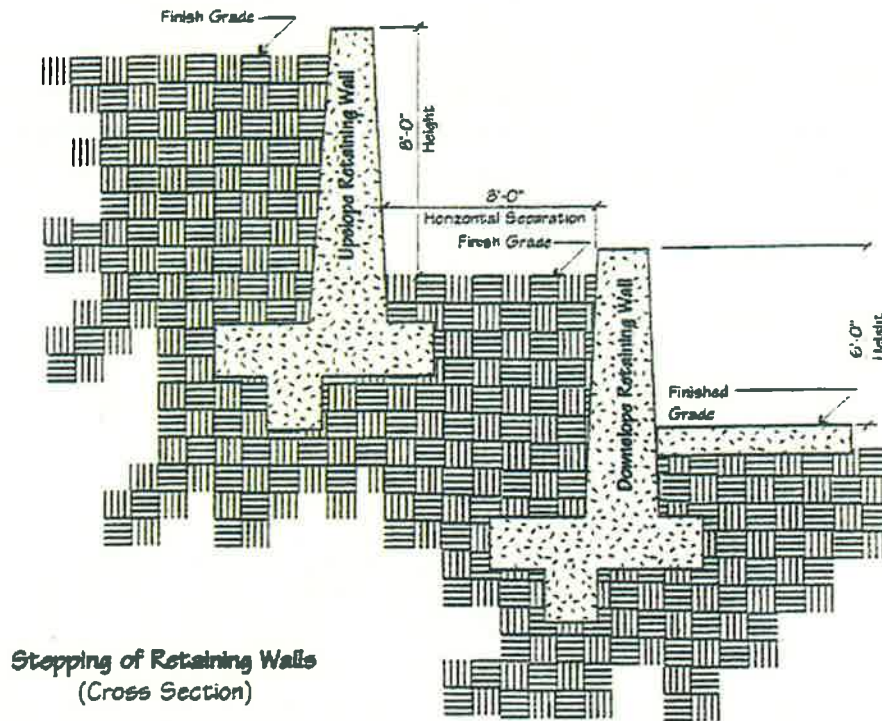 Finish Grade
Upslope Retaining Wall
8'-0"
Height
8'-0"
Horizontal Separation
Finish Grade
Downslope Retaining Wall
6'-0"
Height
Finished
Grade
Stepping of Retaining Walls
(Cross Section)